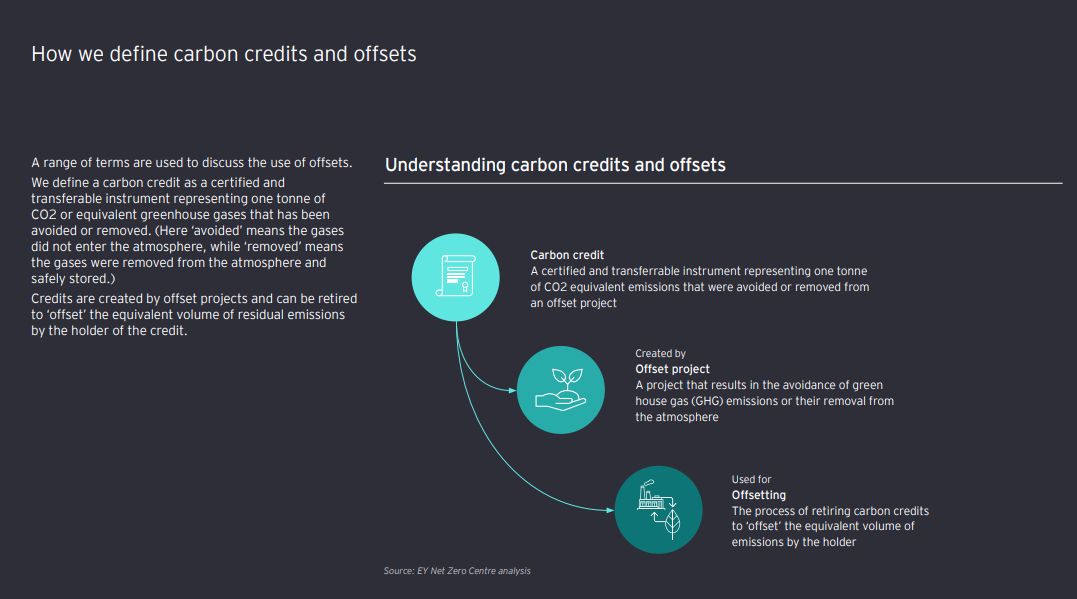 How we define carbon credits and offsets
A range of terms are used to discuss the use of offsets.
We define a carbon credit as a certified and
transferable instrument representing one tonne of
CO2 or equivalent greenhouse gases that has been
avoided or removed. (Here ‘avoided’ means the gases
did not enter the atmosphere, while ‘removed’ means
the gases were removed from the atmosphere and
safely stored.)
Credits are created by offset projects and can be retired
to ‘offset’ the equivalent volume of residual emissions
by the holder of the credit.
Understanding carbon credits and offsets
Carbon credit
A certified and transferrable instrument representing one tonne
of CO2 equivalent emissions that were avoided or removed from
an offset project
Created by
Offset project
A project that results in the avoidance of green
house gas (GHG) emissions or their removal from
the atmosphere
Used for
Offsetting
The process of retiring carbon credits
to ‘offset’ the equivalent volume of
emissions by the holder
Source: EY Net Zero Centre analysis